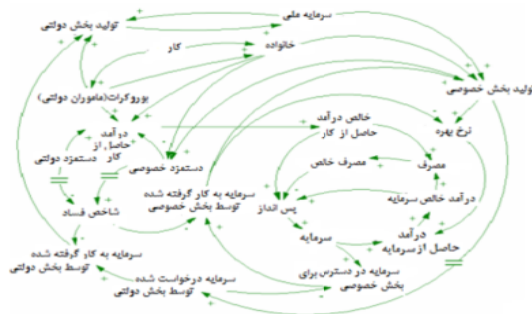 سرمایه ملی
تولید بخش دولتی
کار
خانواده
تولید بخش خصوصی
بوروکرات(ماموران دولتی)
خالص درآمد
حاصل از کار
نرخ بهره
درآمد
حاصل از
کار
دستمزد دولتی
دستمزد خصوصی
مصرف خالص
مصرف
سرمایه به کار گرفته شده
توسط بخش خصوصی
پس انداز
درآمد خالص سرمایه
شاخص فساد
سرمایه
درآمد
حاصل از سرمایه
سرمایه به کار گرفته شده
توسط بخش دولتی
سرمایه درخواست شده
توسط بخش دولتی
سرمایه در دسترس برای
بخش خصوصی